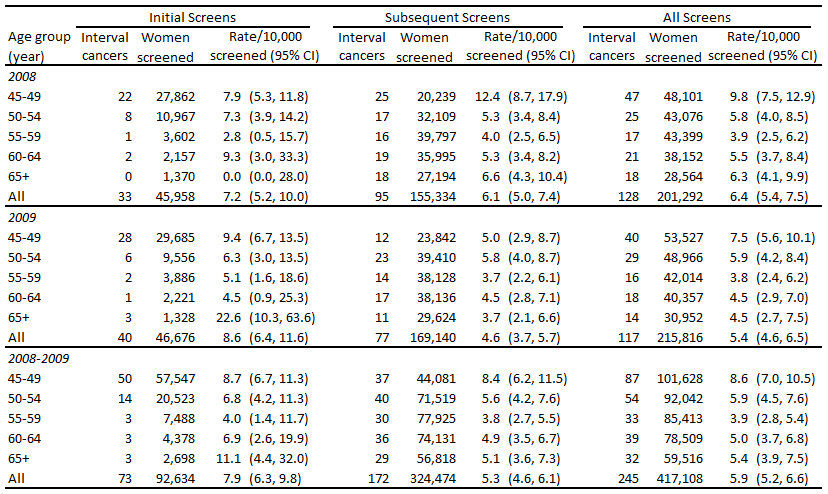 Initial Screens Subsequent Screens All Screens
Age group Interval Women Rate/10,000 Interval Women Rate/10,000 Interval Women Rate/10,000
(year) cancers screened screened (95% CI) cancers screened screened (95% CI) cancers screened screened (95% CI)
2008
45-49 22 27,862 7.9 (5.3, 11.8) 25 20,239 12.4 (8.7, 17.9) 47 48,101 9.8 (7.5, 12.9)
50-54 8 10,967 7.3 (3.9, 14.2) 17 32,109 5.3 (3.4, 8.4) 25 43,076 5.8 (4.0, 8.5)
55-59 1 3,602 2.8 (0.5, 15.7) 16 39,797 4.0 (2.5, 6.5) 17 43,399 3.9 (2.5, 6.2)
60-64 2 2,157 9.3 (3.0, 33.3) 19 35,995 5.3 (3.4, 8.2) 21 38,152 5.5 (3.7, 8.4)
65+ 0 1,370 0.0 (0.0, 28.0) 18 27,194 6.6 (4.3, 10.4) 18 28,564 6.3 (4.1, 9.9)
All 33 45,958 7.2 (5.2, 10.0) 95 155,334 6.1 (5.0, 7.4) 128 201,292 6.4 (5.4, 7.5)
2009
45-49 28 29,685 9.4 (6.7, 13.5) 12 23,842 5.0 (2.9, 8.7) 40 53,527 7.5 (5.6, 10.1)
50-54 6 9,556 6.3 (3.0, 13.5) 23 39,410 5.8 (4.0, 8.7) 29 48,966 5.9 (4.2, 8.4)
55-59 2 3,886 5.1 (1.6, 18.6) 14 38,128 3.7 (2.2, 6.1) 16 42,014 3.8 (2.4, 6.2)
60-64 1 2,221 4.5 (0.9, 25.3) 17 38,136 4.5 (2.8, 7.1) 18 40,357 4.5 (2.9, 7.0)
65+ 3 1,328 22.6 (10.3, 63.6) 11 29,624 3.7 (2.1, 6.6) 14 30,952 4.5 (2.7, 7.5)
All 40 46,676 8.6 (6.4, 11.6) 77 169,140 4.6 (3.7, 5.7) 117 215,816 5.4 (4.6, 6.5)
2008-2009
45-49 50 57,547 8.7 (6.7, 11.3) 37 44,081 8.4 (6.2, 11.5) 87 101,628 8.6 (7.0, 10.5)
50-54 14 20,523 6.8 (4.2, 11.3) 40 71,519 5.6 (4.2, 7.6) 54 92,042 5.9 (4.5, 7.6)
55-59 3 7,488 4.0 (1.4, 11.7) 30 77,925 3.8 (2.7, 5.5) 33 85,413 3.9 (2.8, 5.4)
60-64 3 4,378 6.9 (2.6, 19.9) 36 74,131 4.9 (3.5, 6.7) 39 78,509 5.0 (3.7, 6.8)
65+ 3 2,698 11.1 (4.4, 32.0) 29 56,818 5.1 (3.6, 7.3) 32 59,516 5.4 (3.9, 7.5)
All 73 92,634 7.9 (6.3, 9.8) 172 324,474 5.3 (4.6, 6.1) 245 417,108 5.9 (5.2, 6.6)